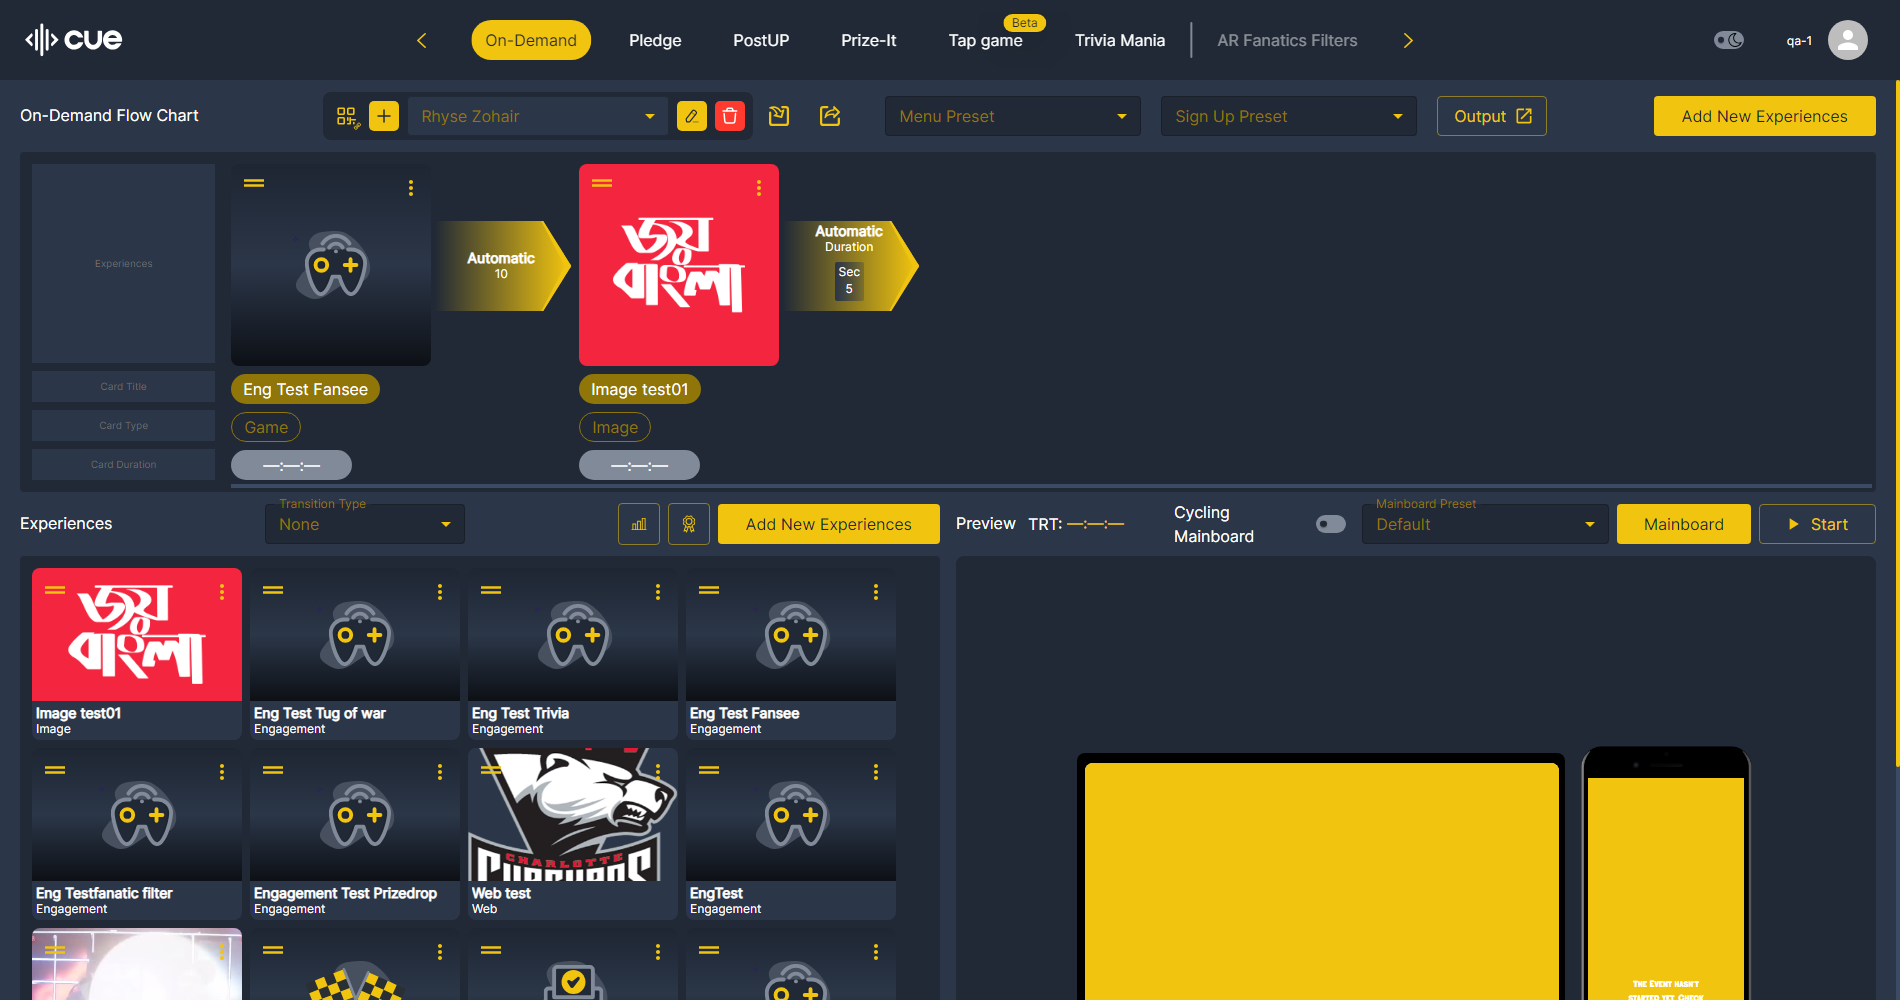 cue
On-Demand
Pledge
PostUP
Prize-It
Tap game
Beta
Trivia Mania
AR Fanatics Filters
qa-1
On-Demand Flow Chart
Rhyse Zohair
Menu Preset
Sign Up Preset
Output
Add New Experiences
Experiences
Card Title
Card Type
Card Duration
Automatic
10
জয়
বাংলা
Automatic
Duration
Sec
5
Eng Test Fansee
Game
—:—:—
Image test01
Image
—:—:—
Experiences
Transition Type
None
Add New Experiences
Preview
TRT: —:—:—
Cycling
Mainboard
Mainboard Preset
Default
Mainboard
Start
জয়
বাংলা
Image test01
Image
Eng Test Tug of war
Engagement
Eng Test Trivia
Engagement
Eng Test Fansee
Engagement
Eng Testfanatic filter
Engagement
Engagement Test Prizedrop
Engagement
CHARLOTTE
Web test
Web
EngTest
Engagement
The Event hasn't
started yet. Check